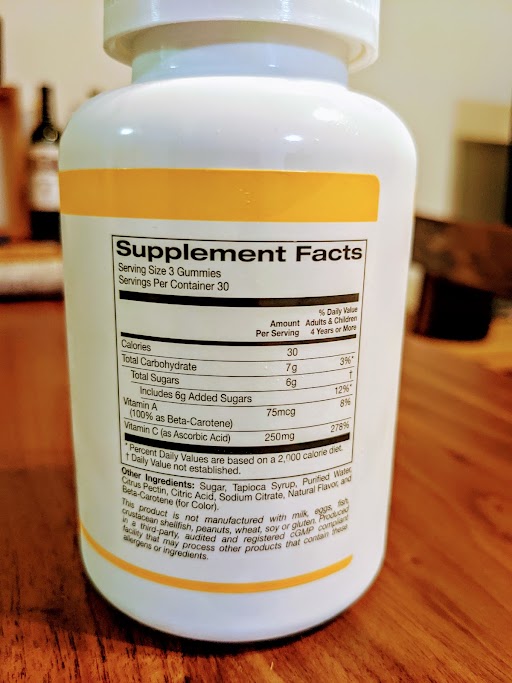 Supplement Facts
Serving Size 3 Gummies
Servings Per Container 30
Amount Per Serving
% Daily Value Adults & Children 4 Years or More
Calories 30
Total Carbohydrate 7g 3%*
Total Sugars 6g †
Includes 6g Added Sugars 12%*
Vitamin A (100% as Beta-Carotene) 75mcg 8%
Vitamin C (as Ascorbic Acid) 250mg 278%
* Percent Daily Values are based on a 2,000 calorie diet.
† Daily Value not established.
Other Ingredients: Sugar, Tapioca Syrup, Purified Water,
Citrus Pectin, Citric Acid, Sodium Citrate, Natural Flavor, and
Beta-Carotene (for Color).
This product is not manufactured with milk, eggs, fish,
crustacean shellfish, peanuts, wheat, soy or gluten. Produced
in a third-party, audited and registered cGMP compliant
facility that may process other products that contain these
allergens or ingredients.